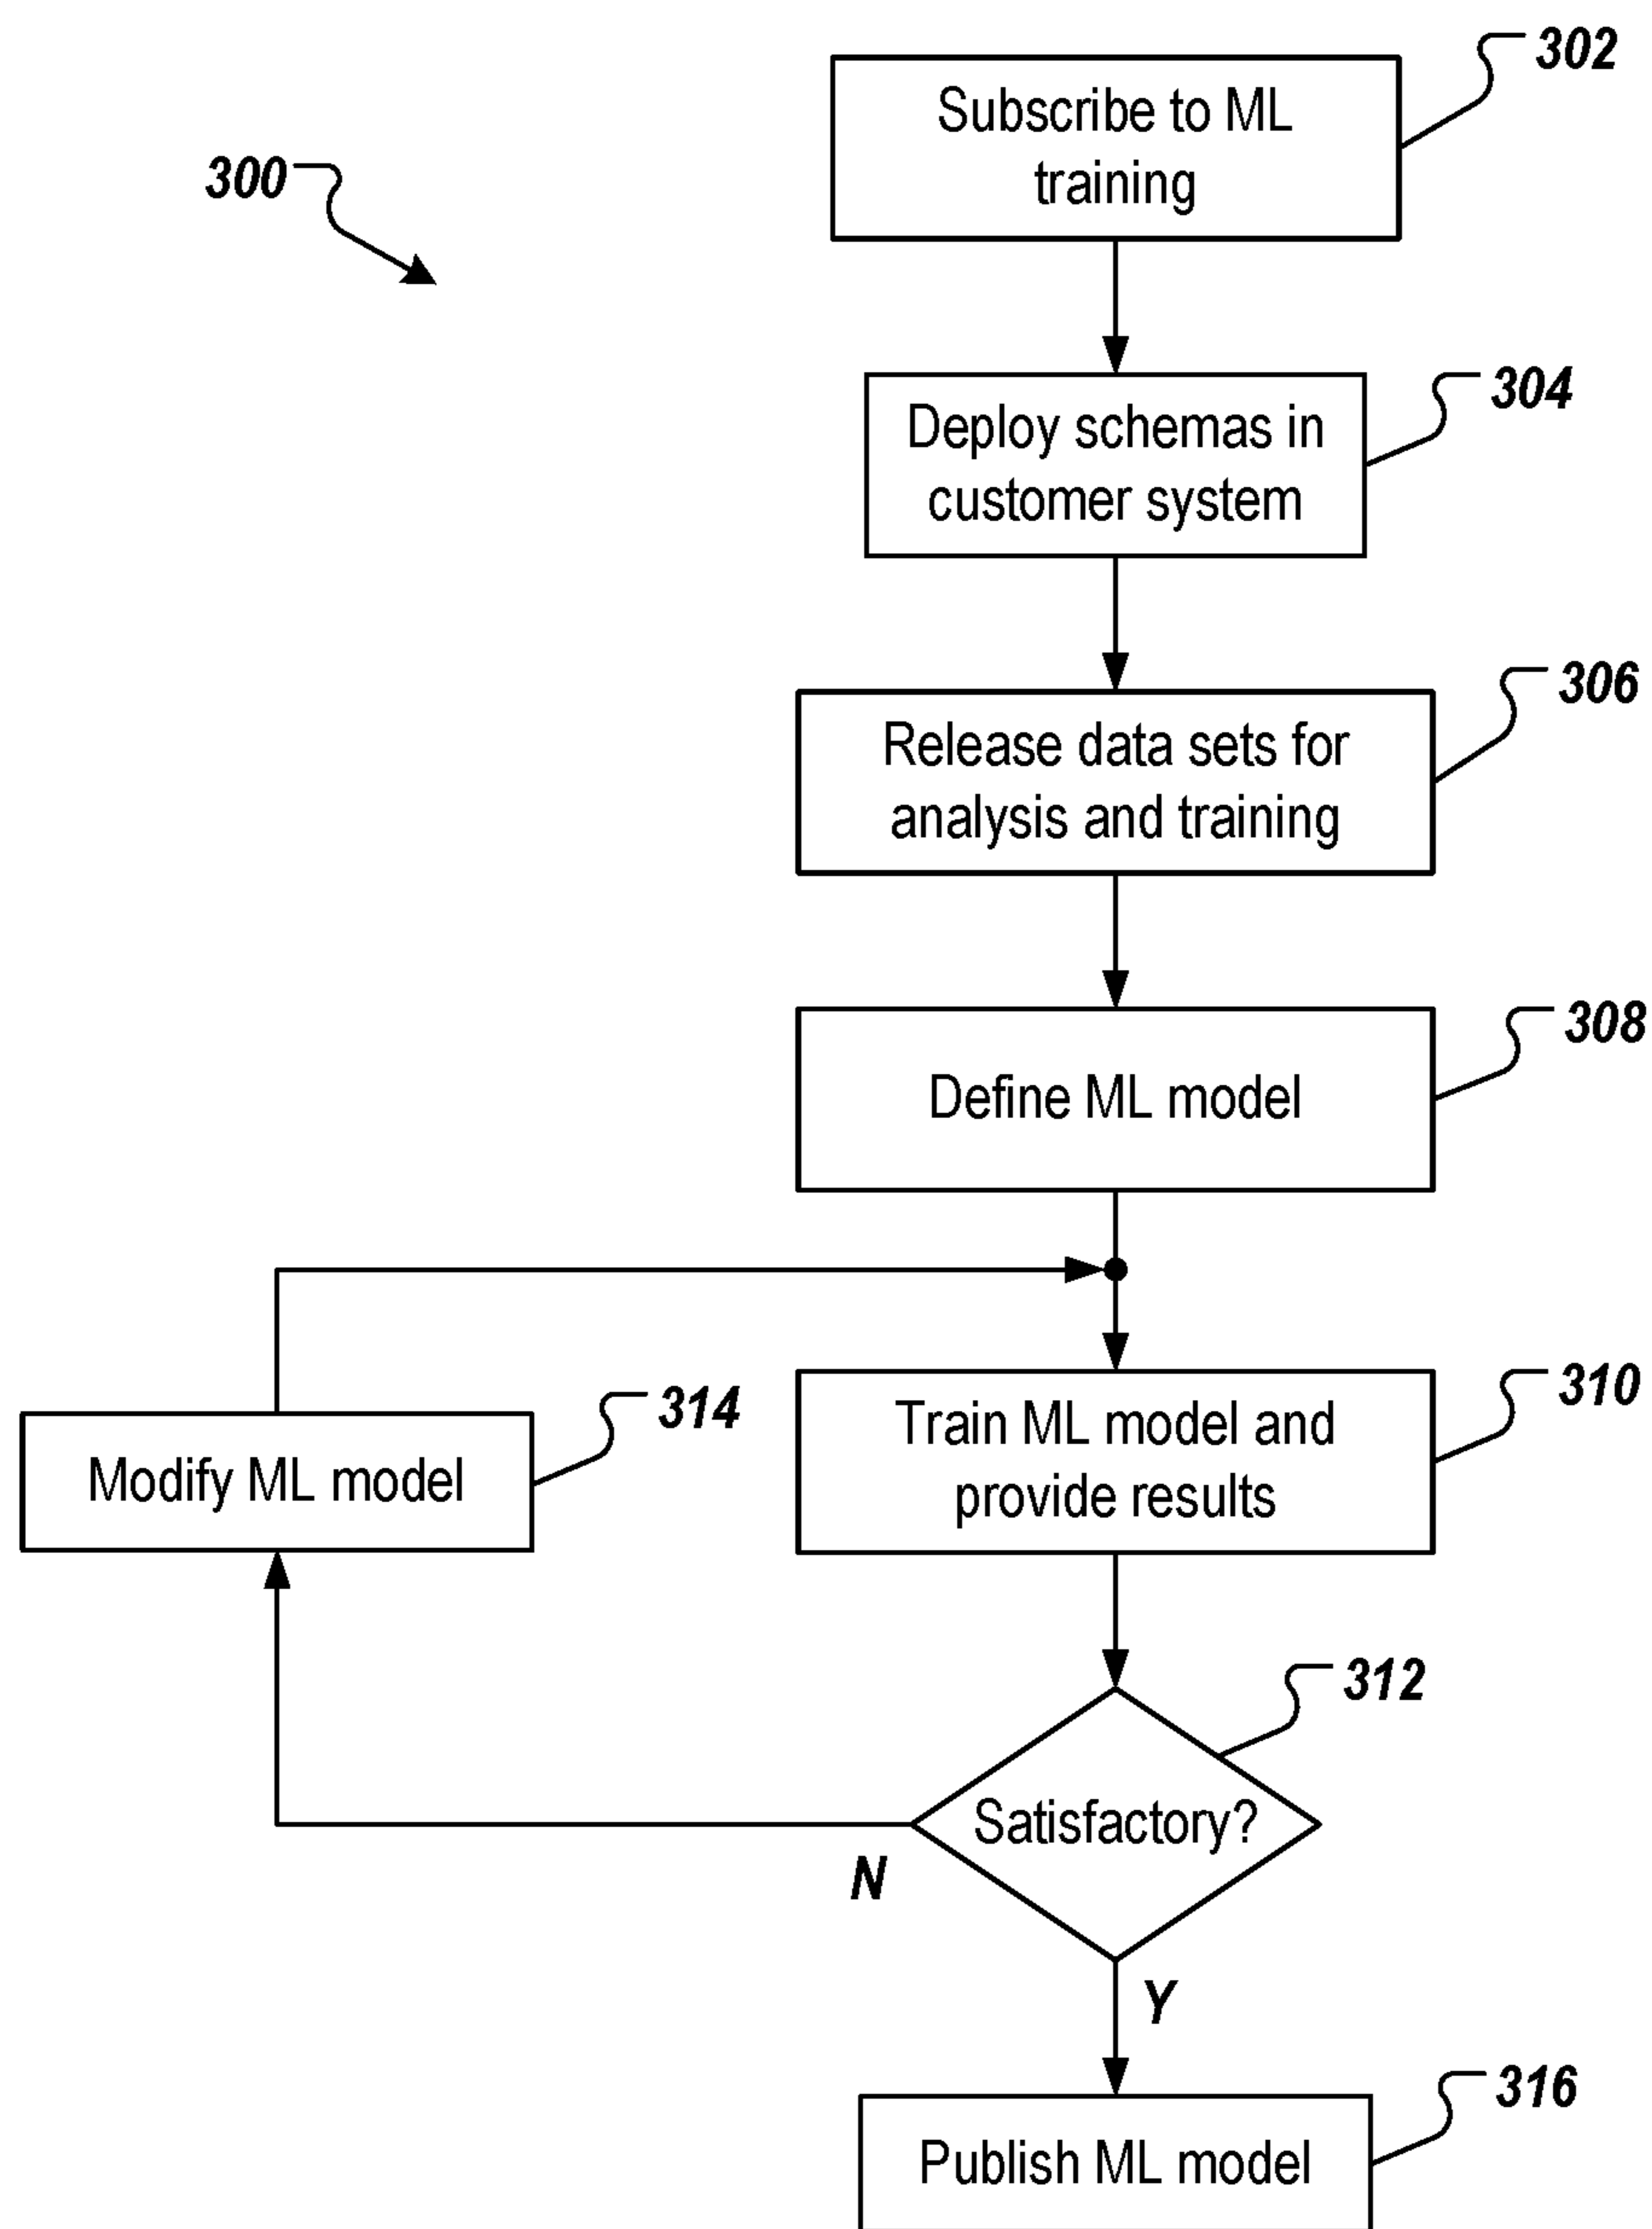 302
Subscribe to ML
training
300
304
Deploy schemas in
customer system
306
Release data sets for
analysis and training
308
Define ML model
310
Train ML model and
provide results
314
Modify ML model
312
Satisfactory?
N
Y
316
Publish ML model